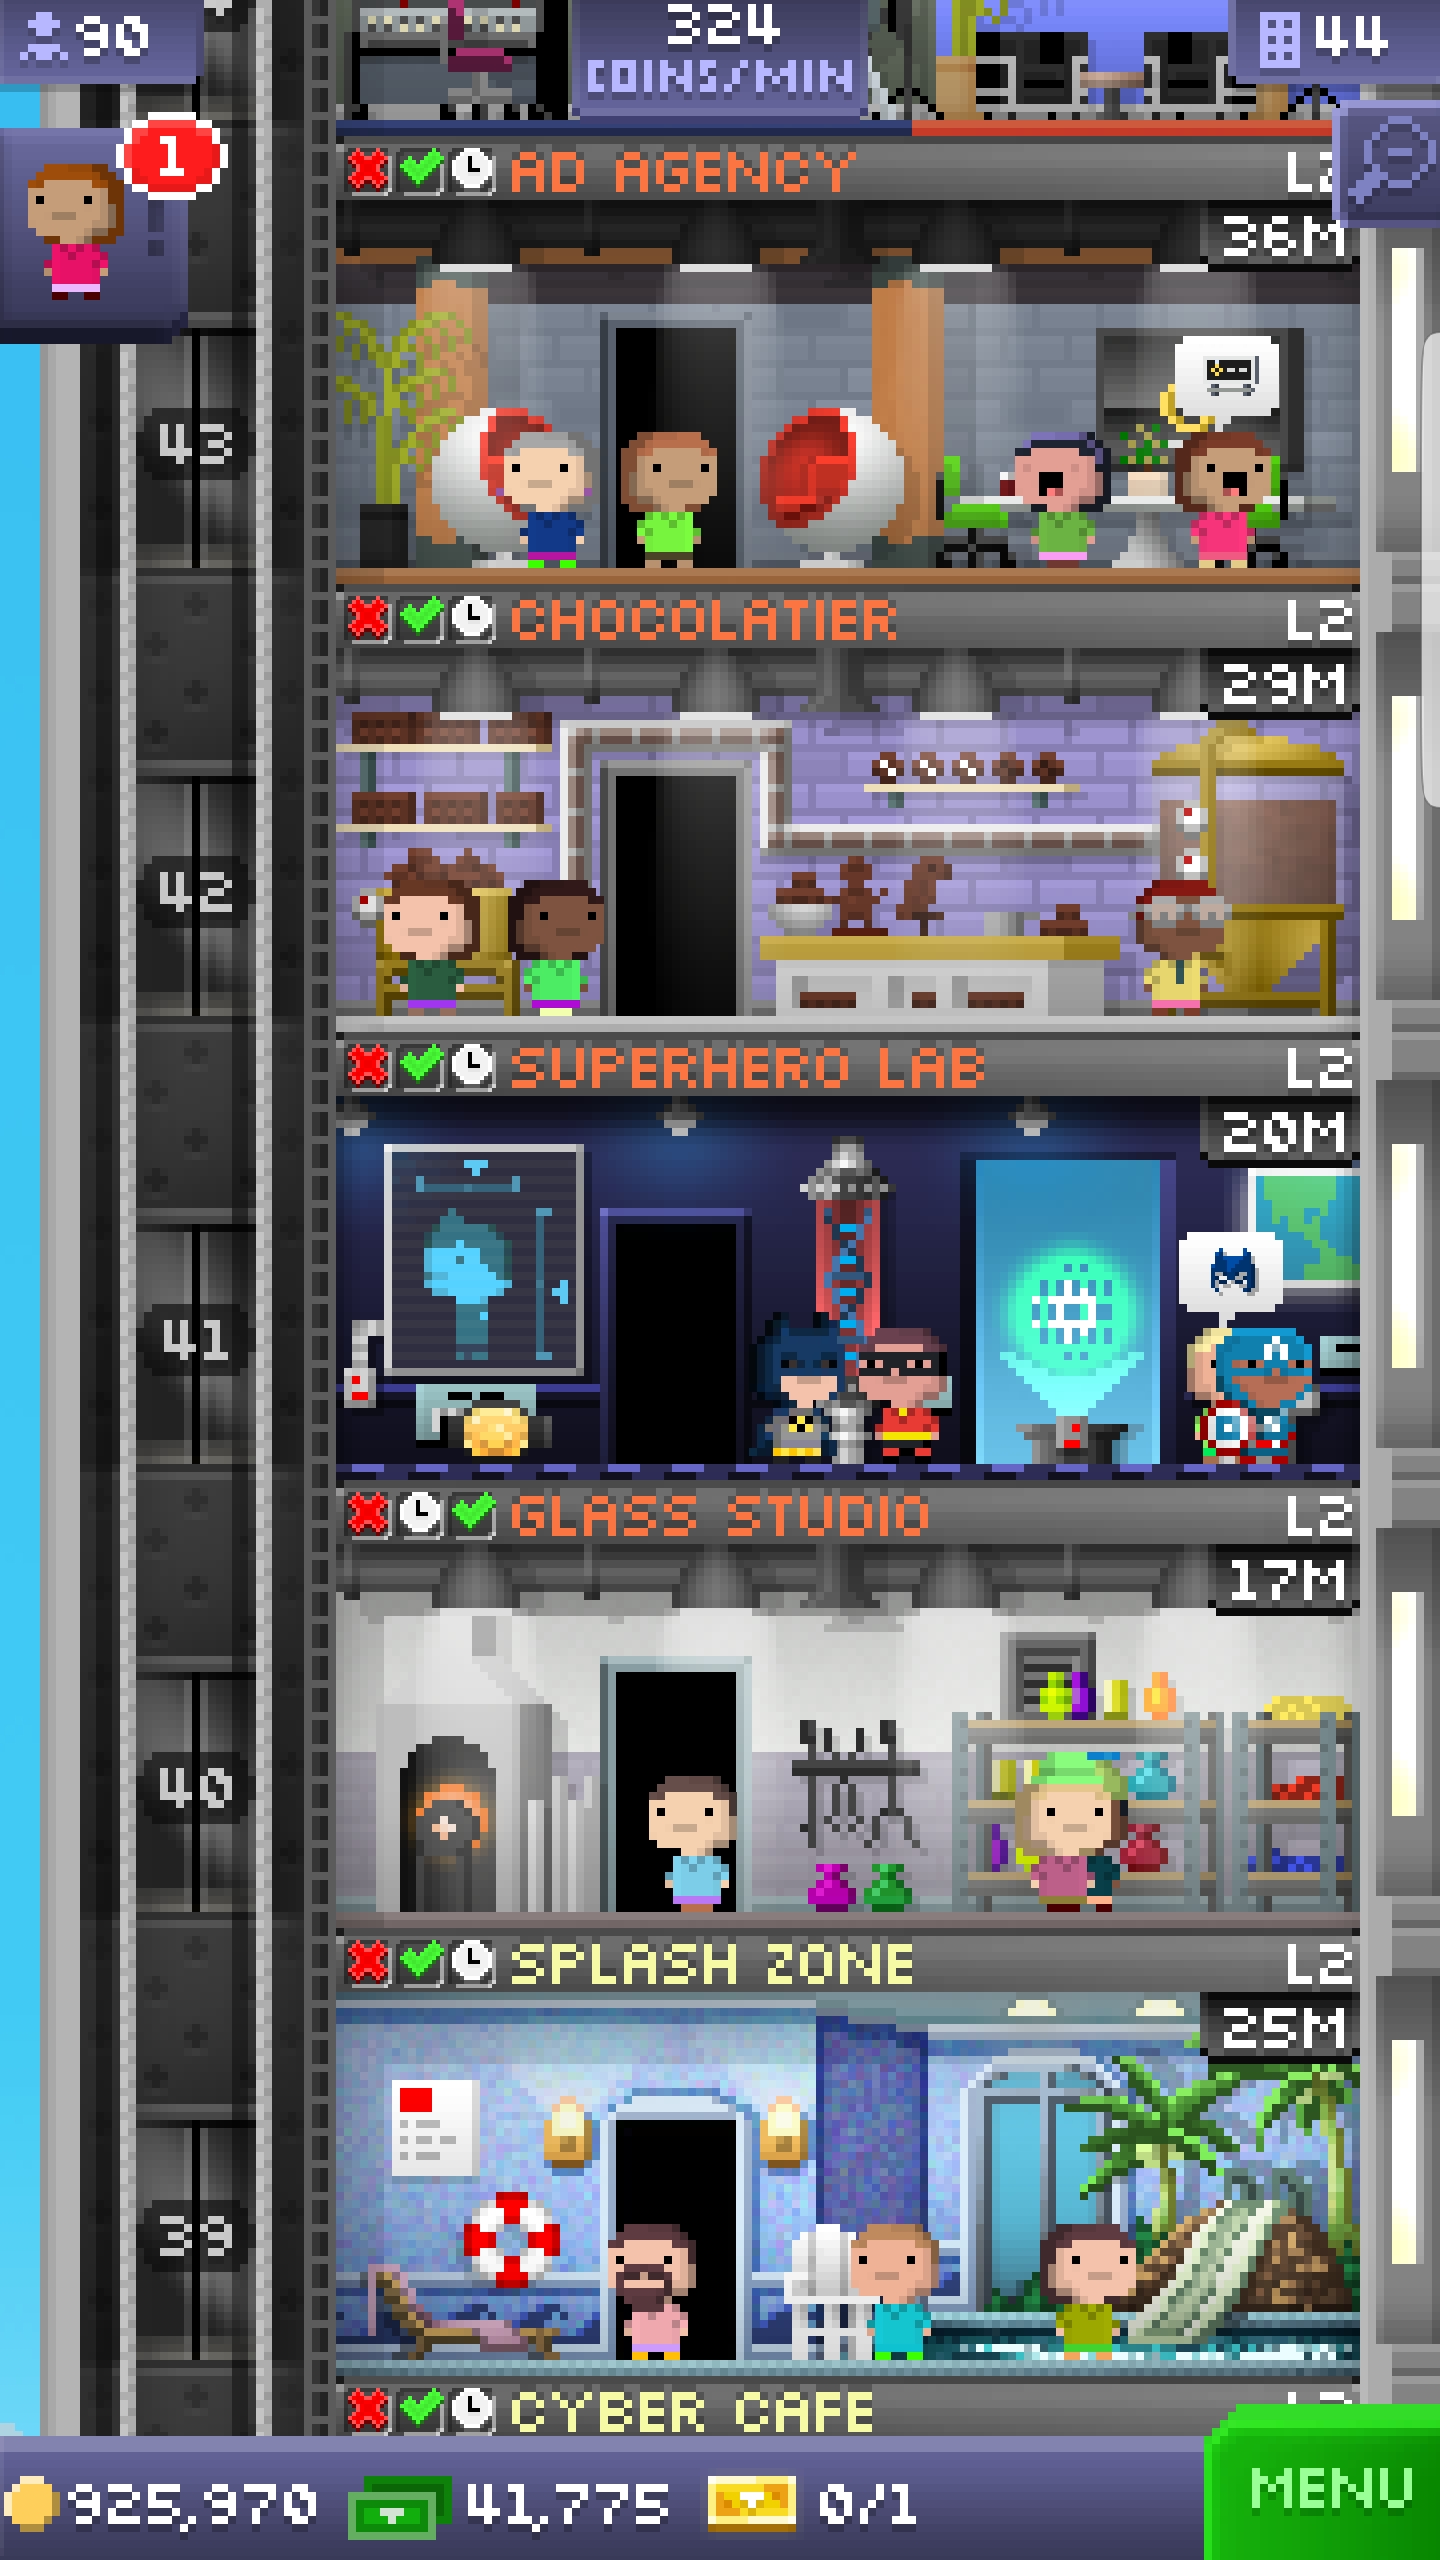 90
324
COINS/MIN
44
1
AD AGENCY L2
36M
43
CHOCOLATIER L2
29M
42
SUPERHERO LAB L2
20M
41
GLASS STUDIO L2
17M
40
SPLASH ZONE L2
25M
39
CYBER CAFE
925,970 41,775 0/1
MENU